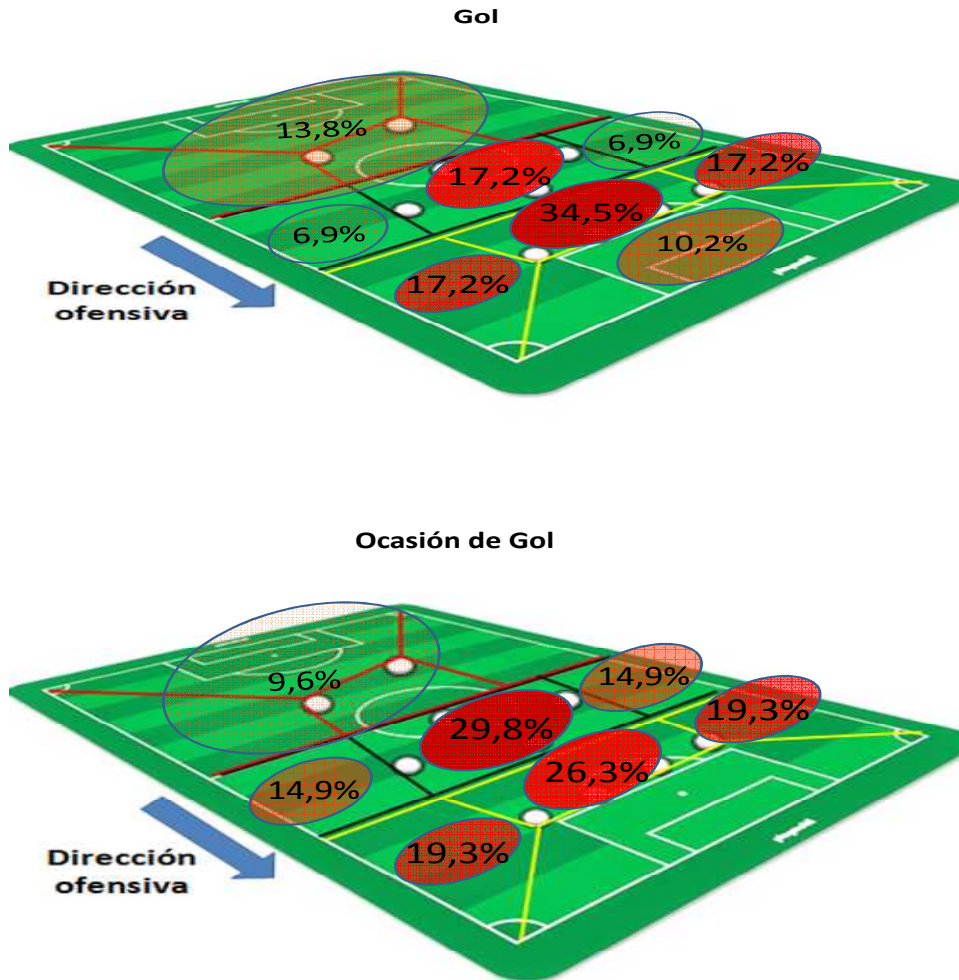 Gol
13,8%
6,9%
17,2%
17,2%
34,5%
6,9%
10,2%
17,2%
Dirección
ofensiva
Ocasión de Gol
9,6%
14,9%
19,3%
29,8%
26,3%
14,9%
19,3%
Dirección
ofensiva